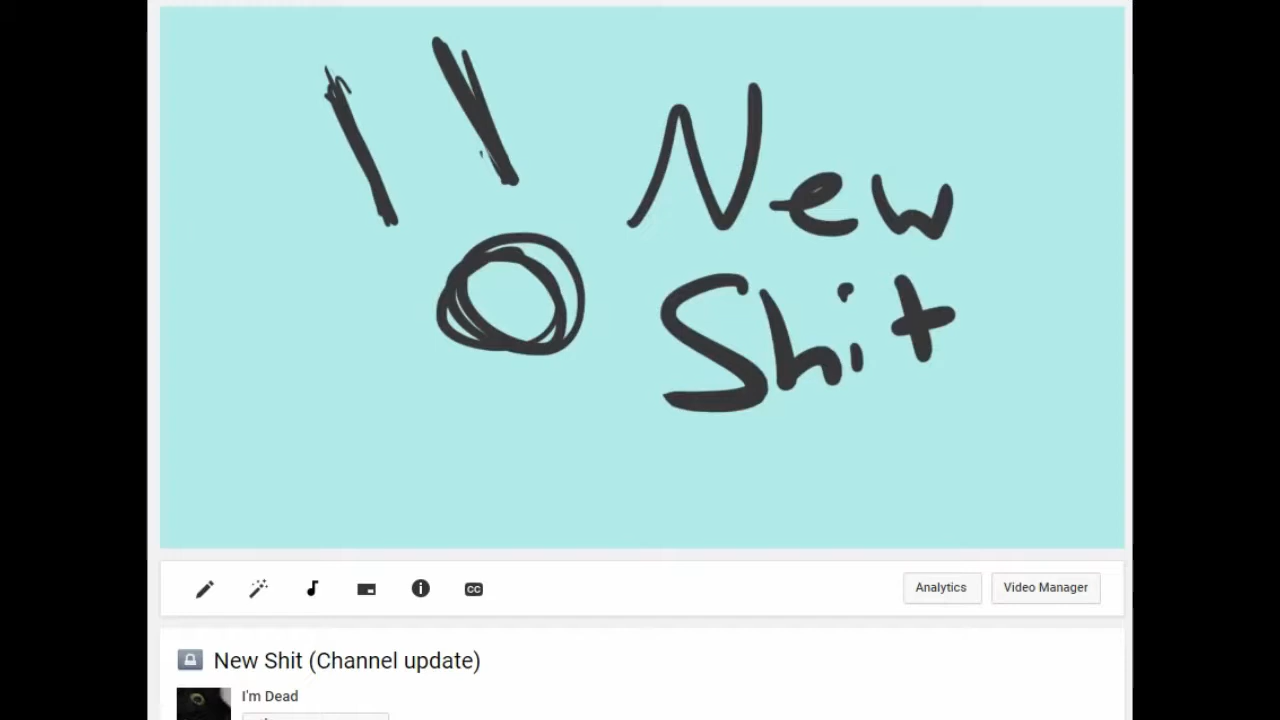 New
Shit
Analytics
Video Manager
New Shit (Channel update)
I'm Dead